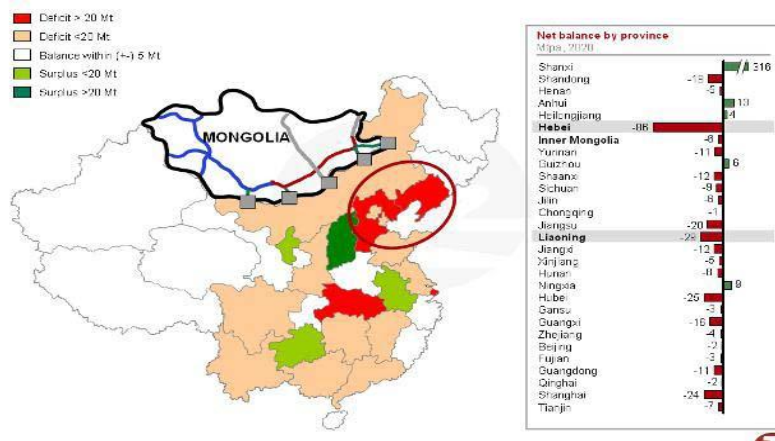 Deficit > 20 Mt
Deficit <20 Mt
Balance within (+-) 5 Mt
Surplus <20 Mt
Surplus >20 Mt
MONGOLIA
Net balance by province
Mtpa, 2020
Shanxi 316
Shandong -19
Henan -5
Anhui 13
Heilongjiang 4
Hebei -86
Inner Mongolia -6
Yunnan -11
Guizhou 6
Shaanxi -12
Sichuan -9
Jilin -8
Chongqing -1
Jiangsu -20
Liaoning -29
Jiangxi -12
Xinjiang -5
Hunan -8
Ningxia 8
Hubei -25
Gansu -3
Guangxi -16
Zhejiang -4
Beijing -2
Fujian -3
Guangdong -11
Qinghai -2
Shanghai -24
Tianjin -7